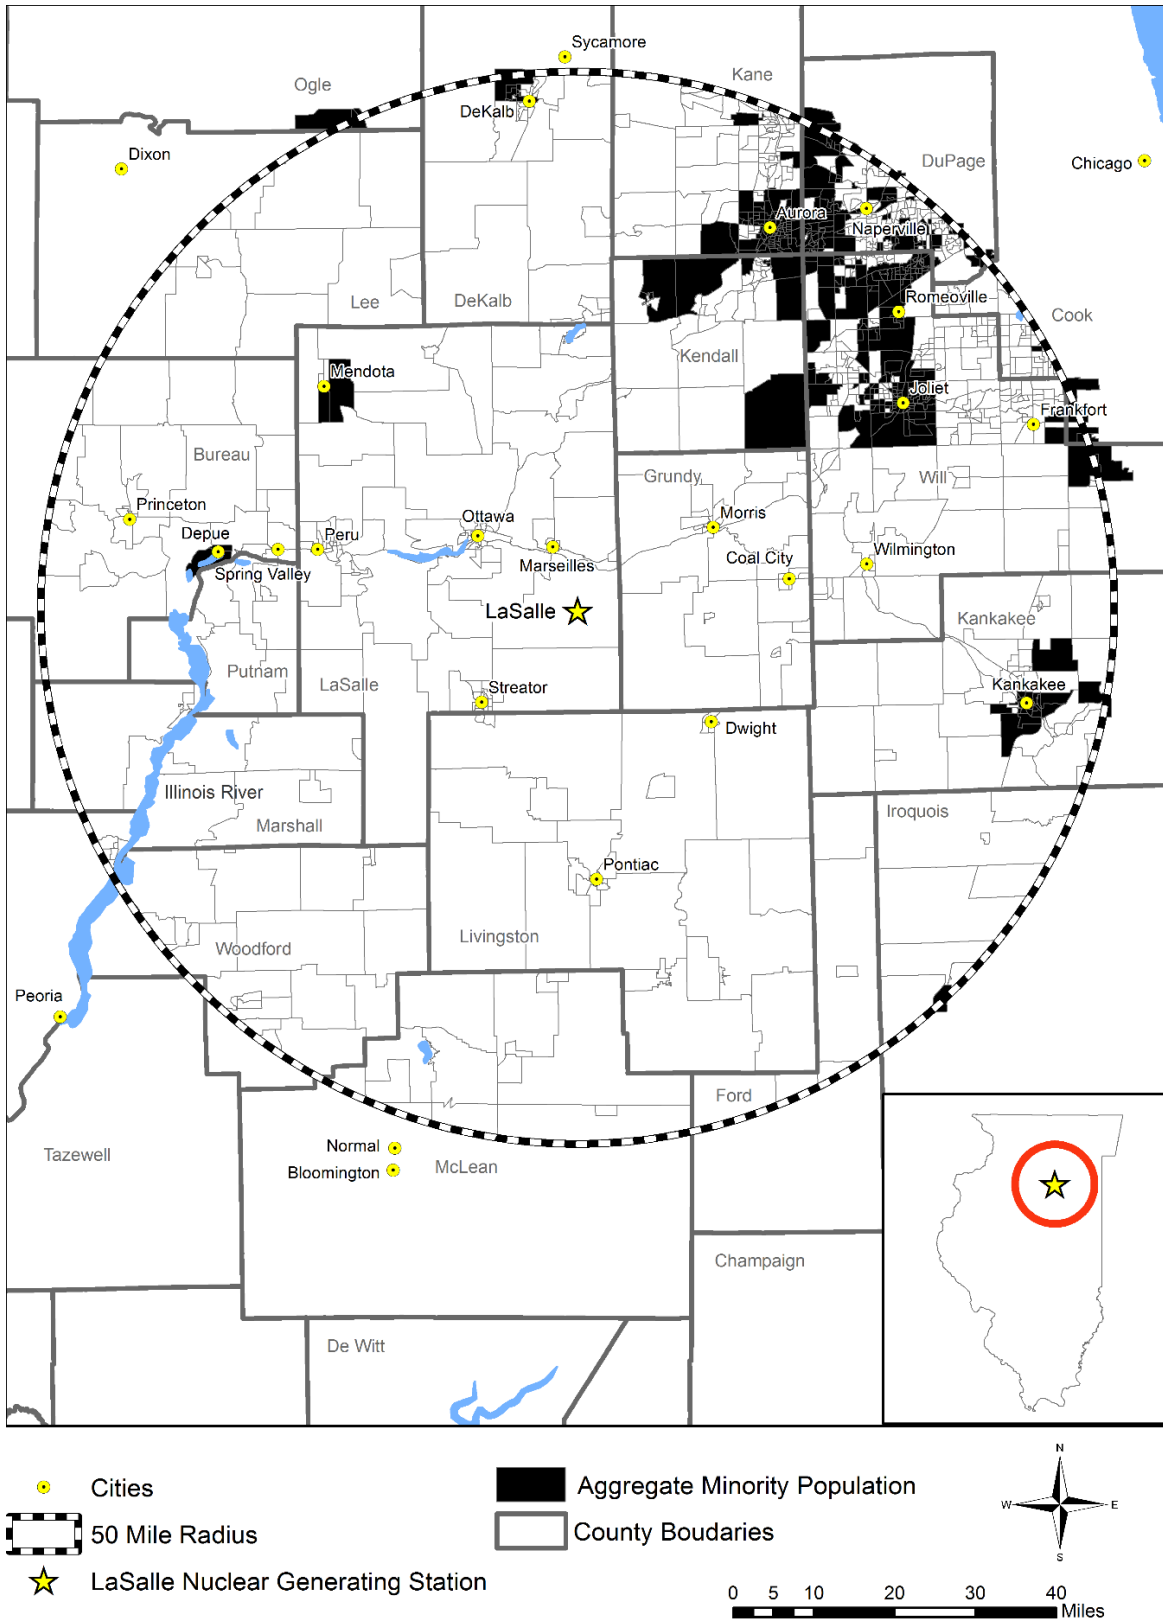 Sycamore
Ogle
Kane
DeKalb
Dixon
DuPage
Chicago
Aurora
Naperville
Lee
DeKalb
Romeoville
Cook
Kendall
Mendota
Joliet
Frankfort
Bureau
Grundy
Will
Princeton
Ottawa
Morris
Depue
Peru
Marseilles
Coal City
Wilmington
Spring Valley
LaSalle
Kankakee
Putnam
LaSalle
Streator
Kankakee
Dwight
Illinois River
Marshall
Iroquois
Pontiac
Livingston
Woodford
Peoria
Ford
Normal
Bloomington
McLean
Tazewell
Champaign
De Witt
Cities
50 Mile Radius
LaSalle Nuclear Generating Station
Aggregate Minority Population
County Boudaries
N
W E
S
0 5 10 20 30 40
Miles